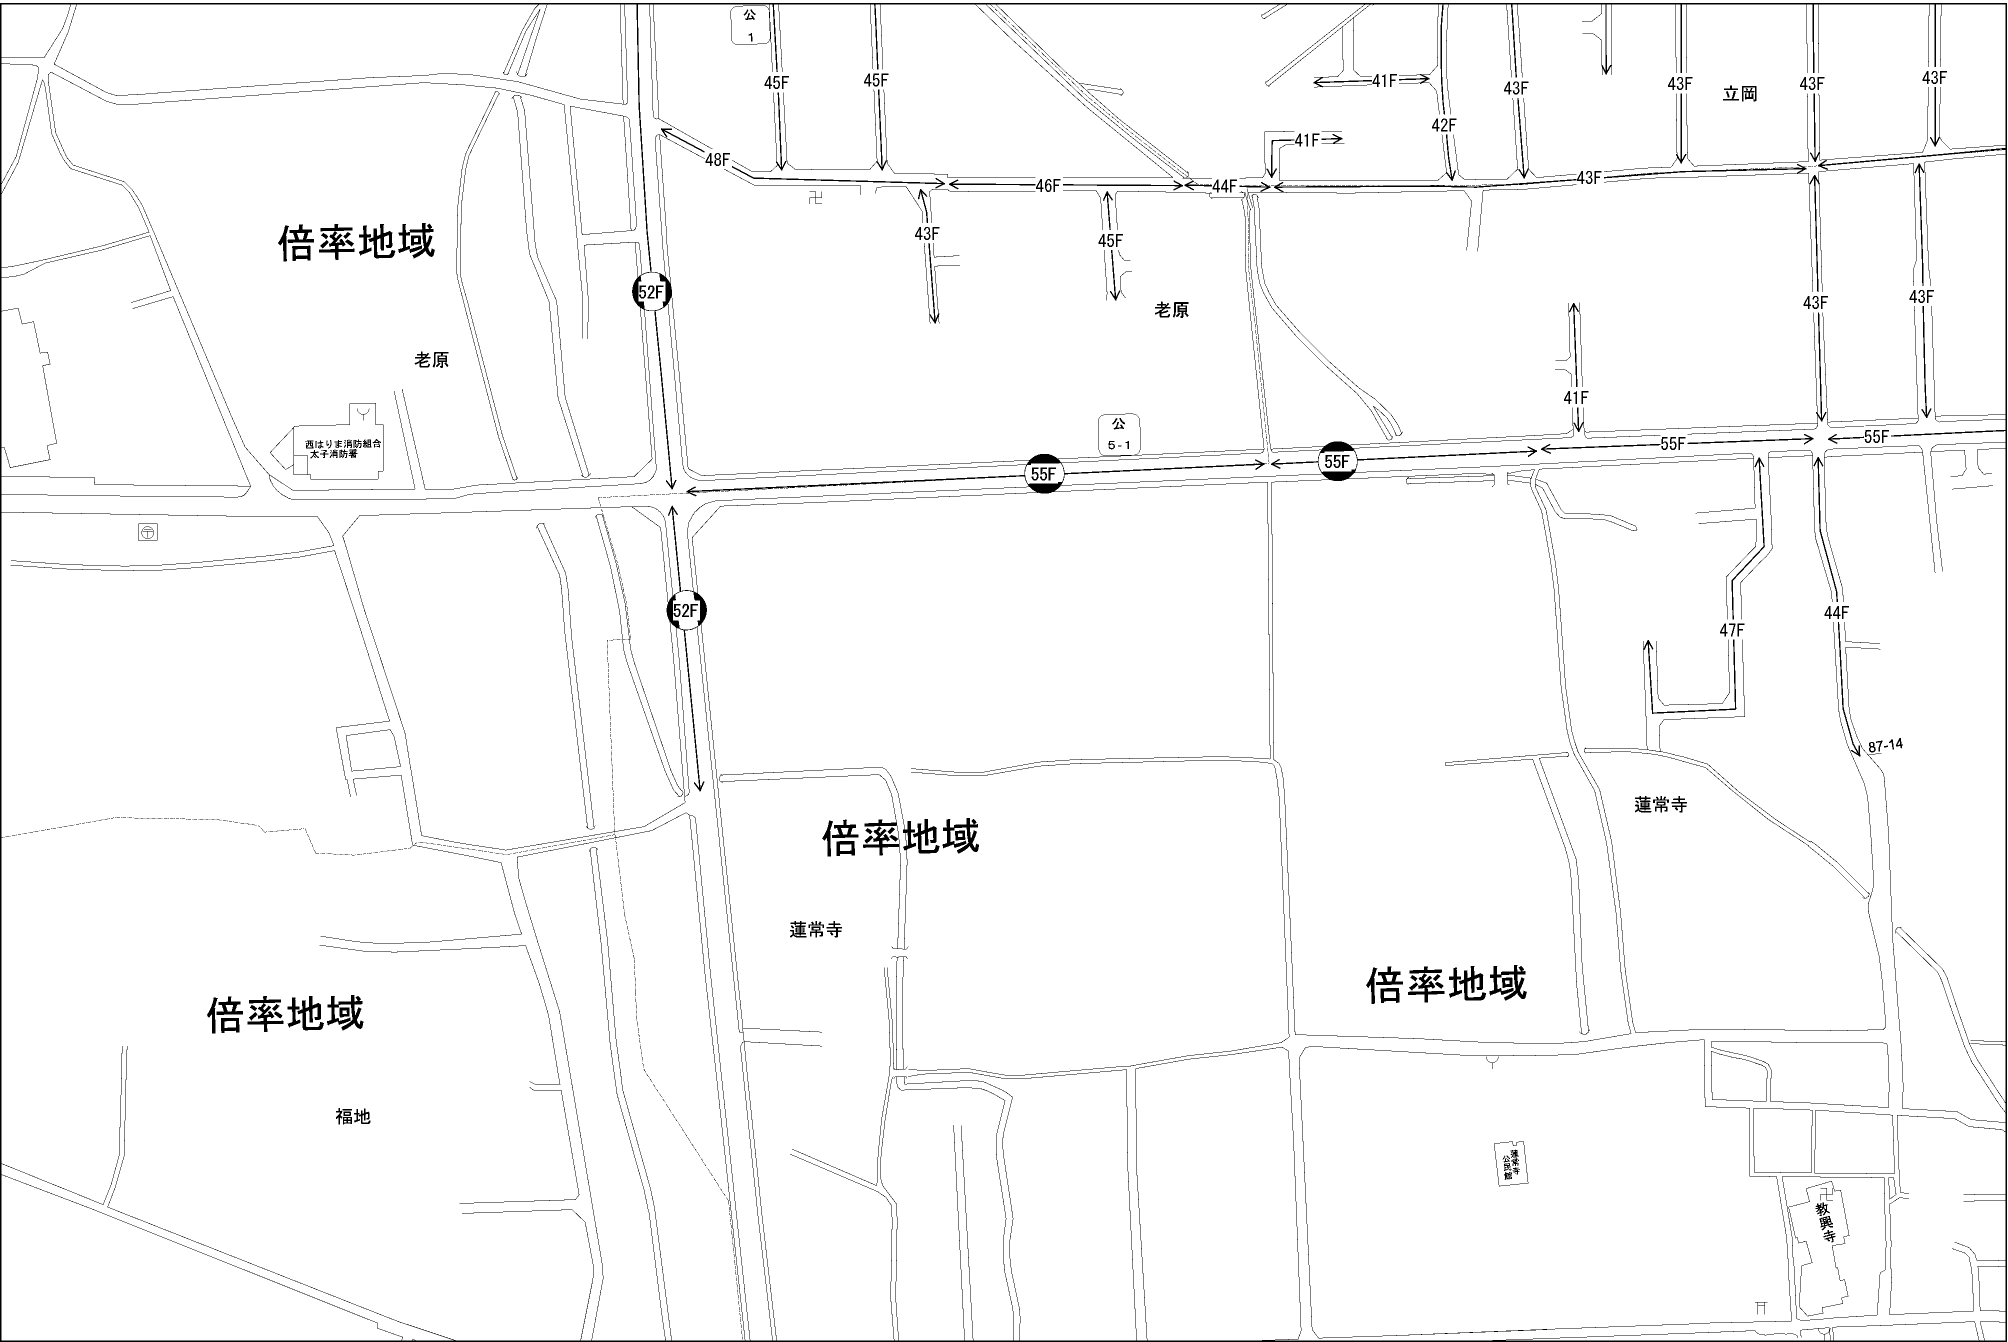 公
1
45F
45F
41F
43F
43F
43F
43F
立岡
42F
41F
48F
46F
44F
43F
43F
45F
倍率地域
52F
老原
43F
43F
老原
41F
公
5-1
西はりま消防組合
太子消防署
55F
55F
55F
55F
〒
52F
47F
44F
87-14
蓮常寺
倍率地域
蓮常寺
倍率地域
倍率地域
福地
蓮常寺
公民館
教興寺